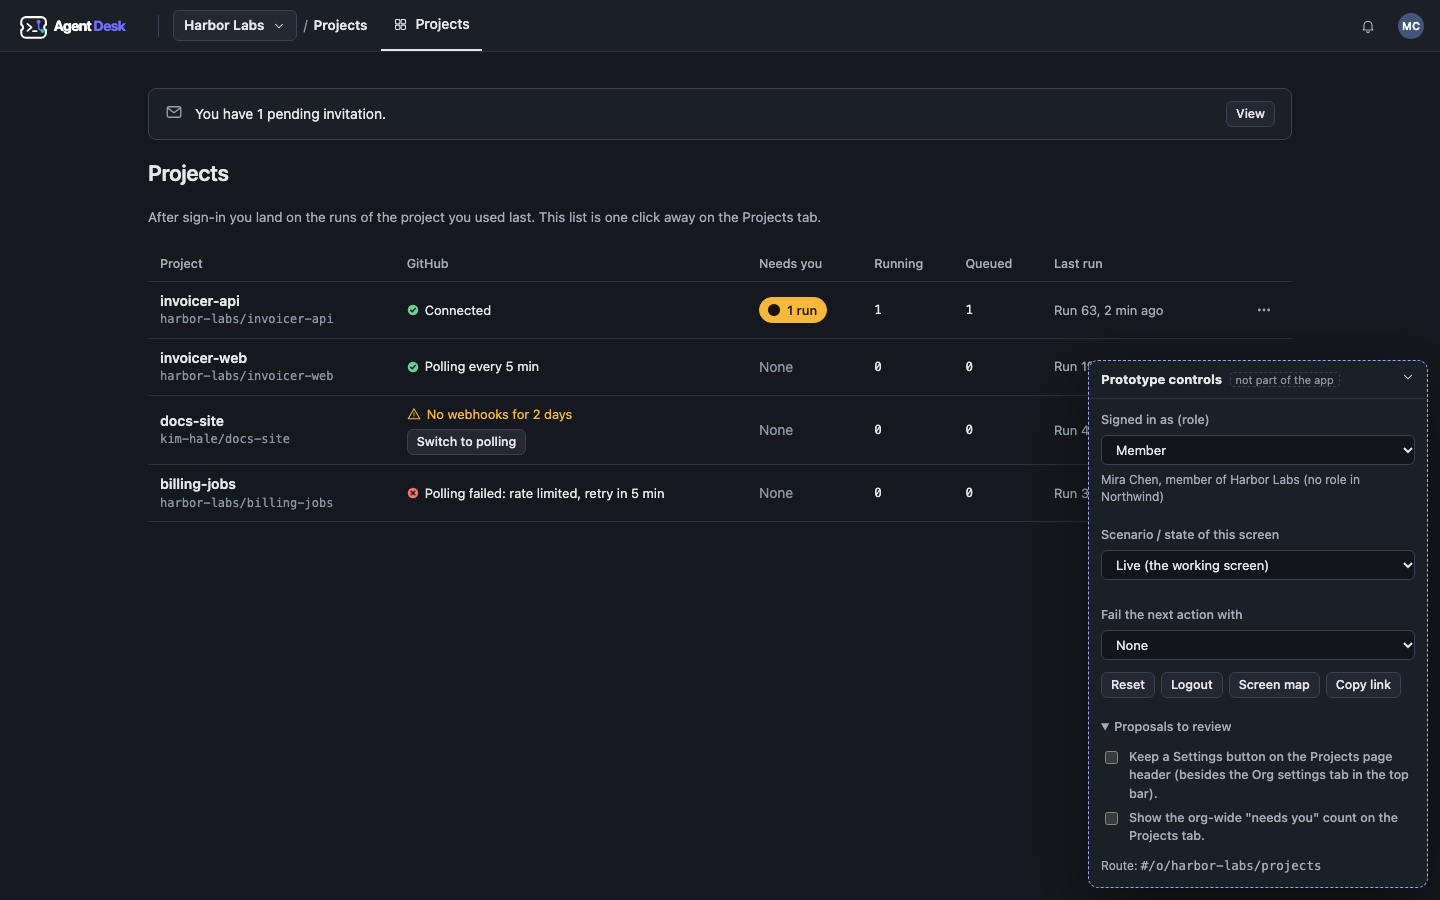 AgentDesk
Harbor Labs / Projects
Projects
MC
You have 1 pending invitation.
View
Projects
After sign-in you land on the runs of the project you used last. This list is one click away on the Projects tab.
Project GitHub Needs you Running Queued Last run
invoicer-api
harbor-labs/invoicer-api
Connected
1 run
1
1
Run 63, 2 min ago
invoicer-web
harbor-labs/invoicer-web
Polling every 5 min
None
0
0
Run
docs-site
kim-hale/docs-site
No webhooks for 2 days
Switch to polling
None
0
0
Run 4
billing-jobs
harbor-labs/billing-jobs
Polling failed: rate limited, retry in 5 min
None
0
0
Run 3
Prototype controls not part of the app
Signed in as (role)
Member
Mira Chen, member of Harbor Labs (no role in
Northwind)
Scenario / state of this screen
Live (the working screen)
Fail the next action with
None
Reset Logout Screen map Copy link
Proposals to review
Keep a Settings button on the Projects page
header (besides the Org settings tab in the top
bar).
Show the org-wide "needs you" count on the
Projects tab.
Route: #/o/harbor-labs/projects